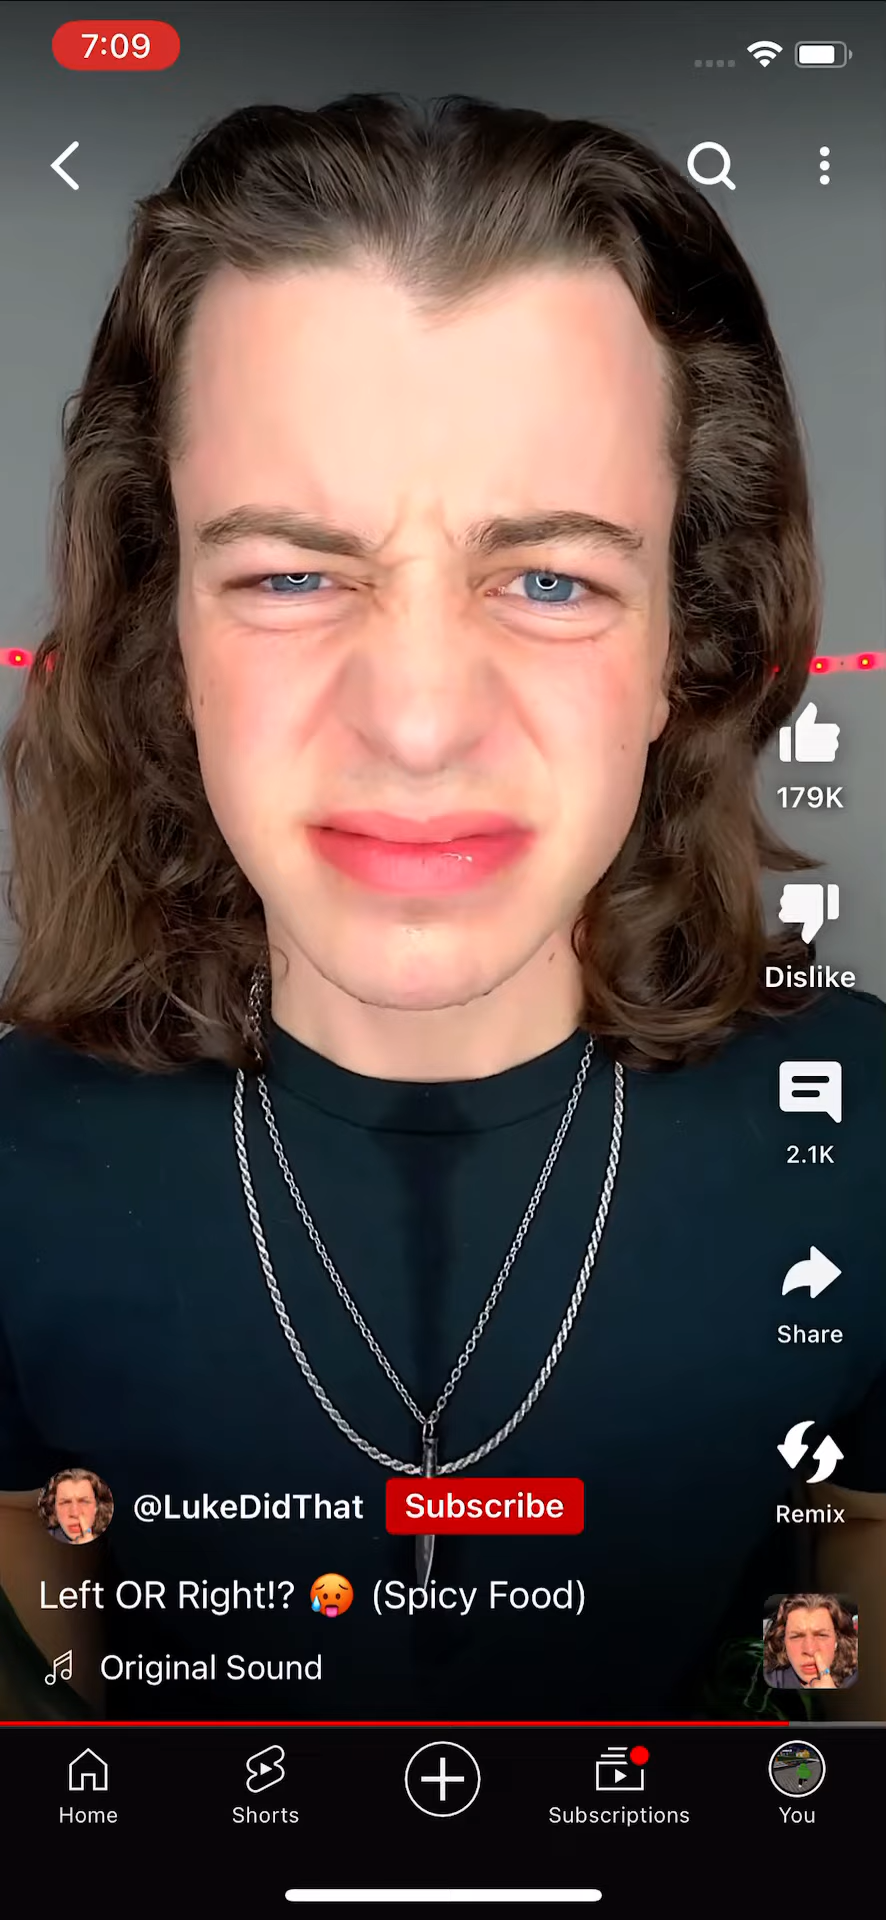 7:09
179K
Dislike
2.1K
Share
Remix
@LukeDidThat
Subscribe
Left OR Right!? 🥵 (Spicy Food)
Original Sound
Home
Shorts
Subscriptions
You